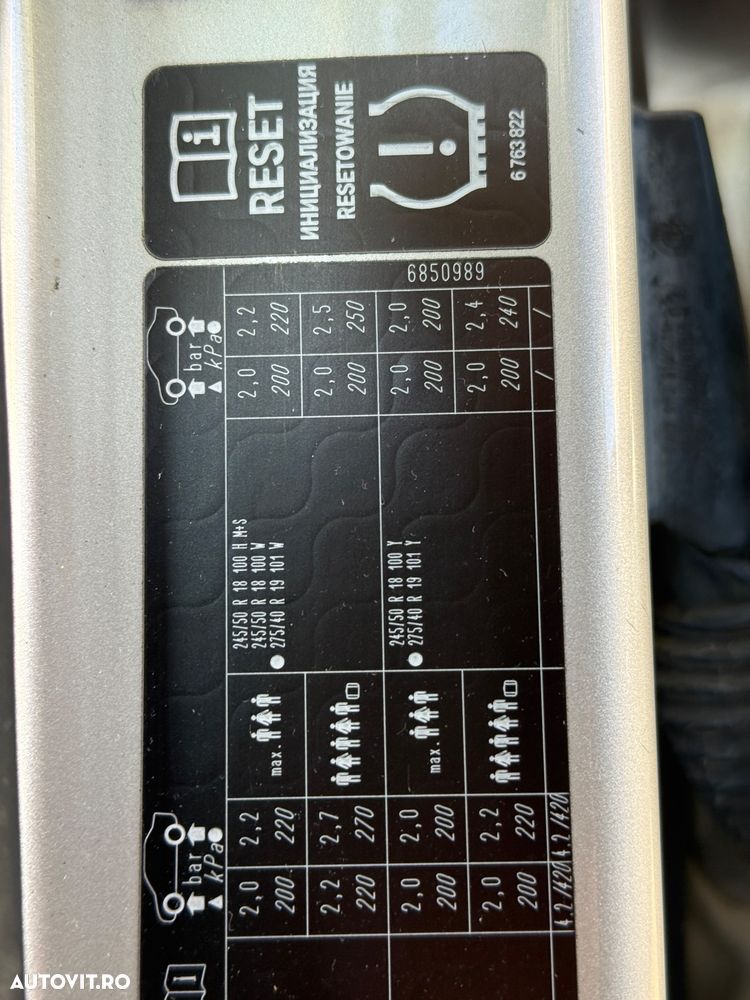 bar bar
kPa kPa
2,0 2,2 245/50 R 18 100 H M+S 2,0 2,2
max. 245/50 R 18 100 W
200 220 275/40 R 19 101 W 200 220
2,2 2,7 2,0 2,5
220 270 200 250
2,0 2,0 245/50 R 18 100 Y 2,0 2,0
200 200 max. 275/40 R 19 101 Y 200 200
2,0 2,2 2,0 2,4
200 220 200 240
4.2/420 4.2/420 / /
6850989
i
RESET
ИНИЦИАЛИЗАЦИЯ
RESETOWANIE
!
6 763 822
i
AUTOVIT.RO